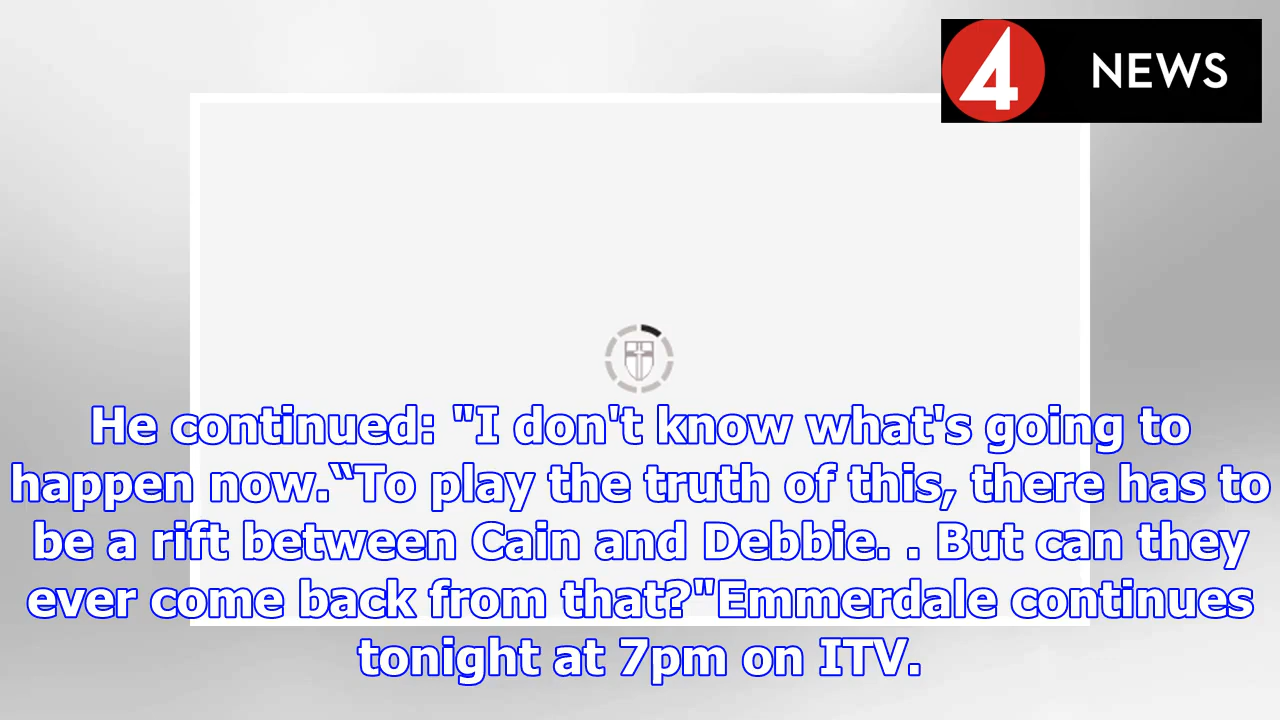 4 NEWS
He continued: "I don't know what's going to
happen now.“To play the truth of this, there has to
be a rift between Cain and Debbie. . But can they
ever come back from that?"Emmerdale continues
tonight at 7pm on ITV.